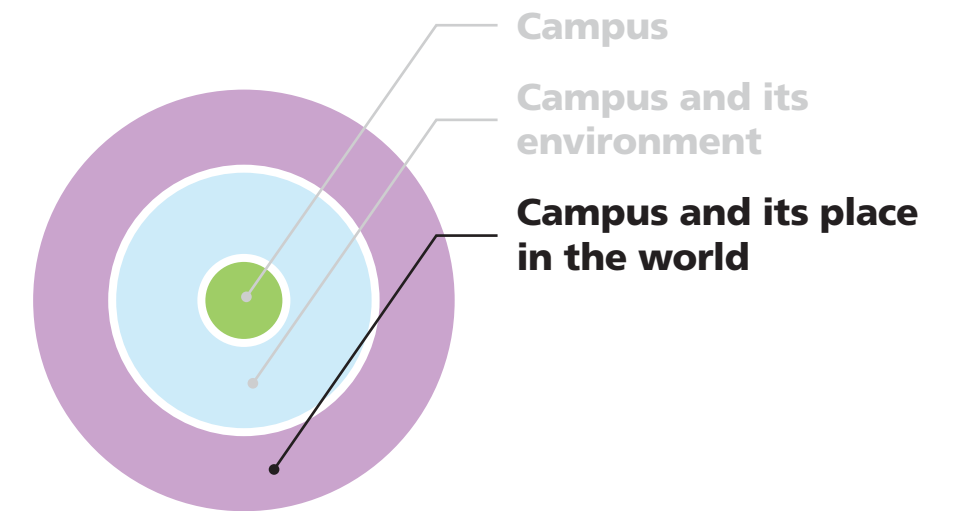 Campus
Campus and its
environment
Campus and its place
in the world